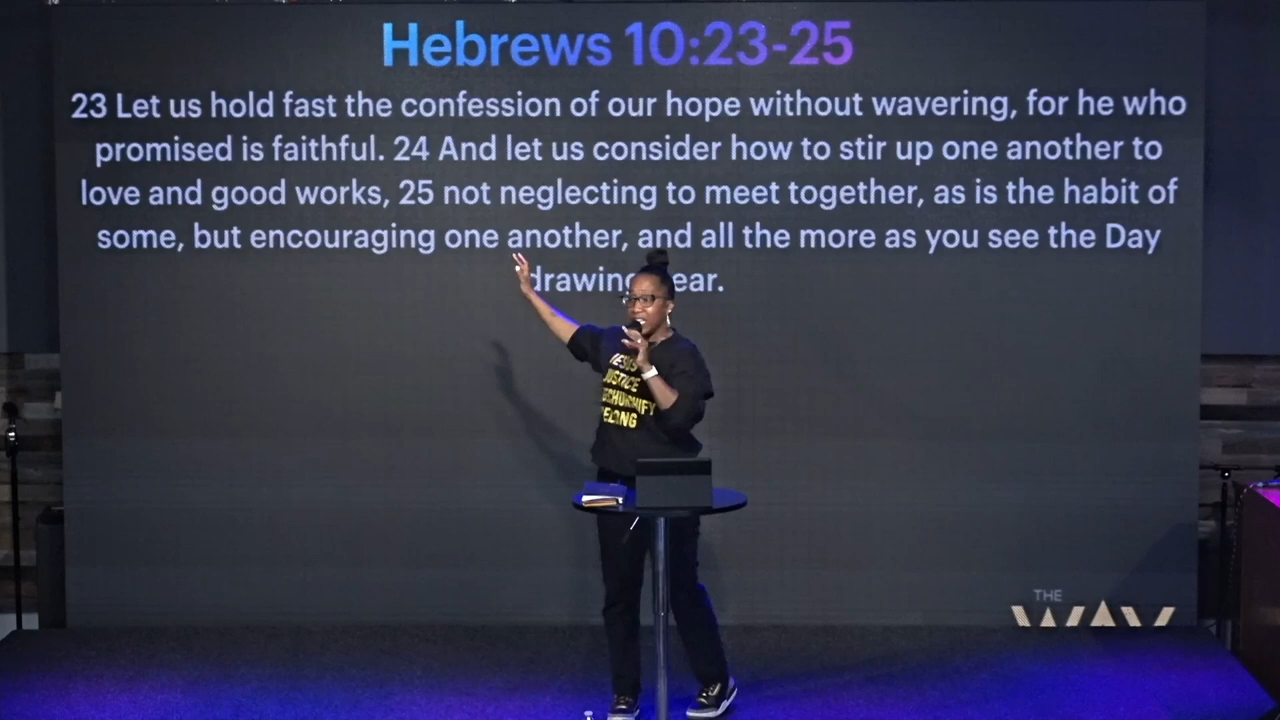 Hebrews 10:23-25
23 Let us hold fast the confession of our hope without wavering, for he who
promised is faithful. 24 And let us consider how to stir up one another to
love and good works, 25 not neglecting to meet together, as is the habit of
some, but encouraging one another, and all the more as you see the Day
drawing ear.
JESUS
JUSTICE
THE
WAY